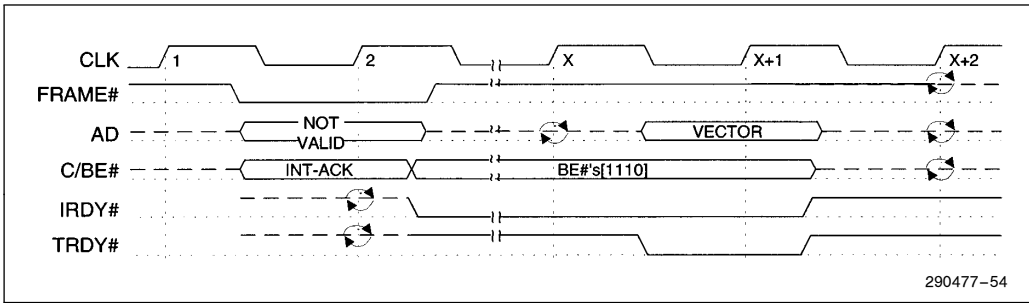 CLK 1 2 X X+1 X+2
FRAME#
AD NOT VALID VECTOR
C/BE# INT-ACK BE#'s[1110]
IRDY#
TRDY#
290477–54